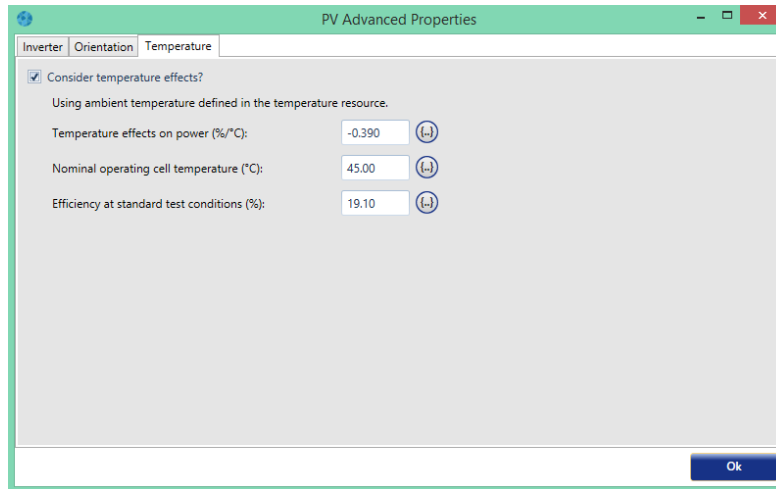 PV Advanced Properties
Inverter Orientation Temperature
Consider temperature effects?
Using ambient temperature defined in the temperature resource.
Temperature effects on power (%/°C): -0.390 {..}
Nominal operating cell temperature (°C): 45.00 {..}
Efficiency at standard test conditions (%): 19.10 {..}
Ok